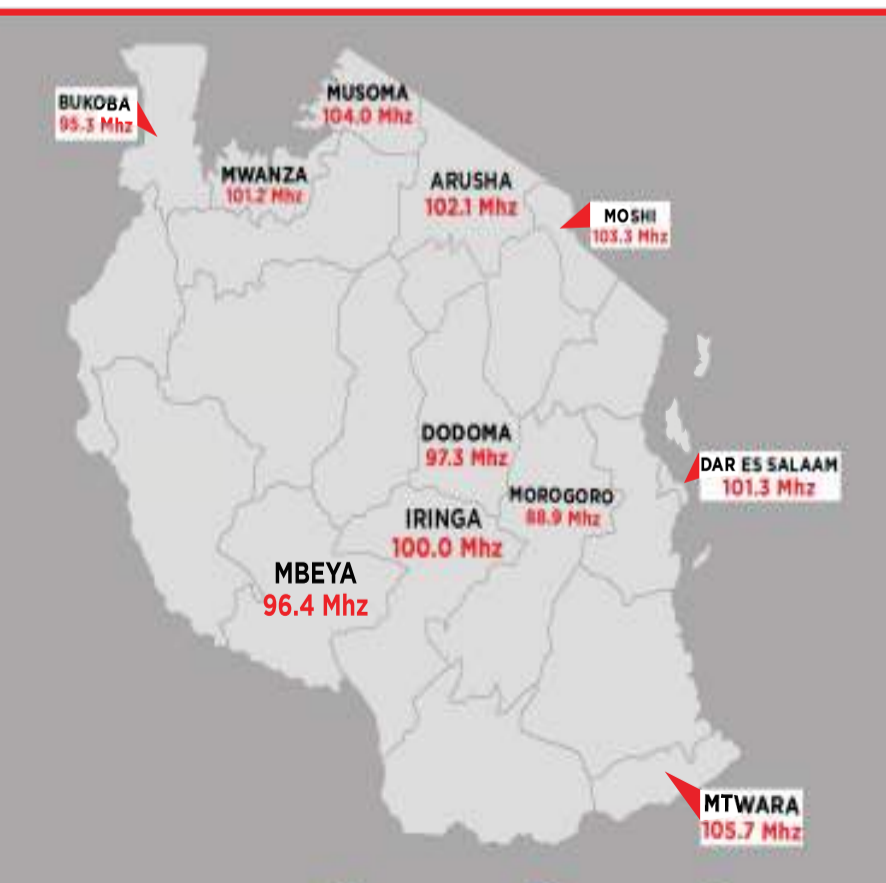 BUKOBA
95.3 Mhz
MUSOMA
104.0 Mhz
MWANZA
101.2 Mhz
ARUSHA
102.1 Mhz
MOSHI
103.3 Mhz
DODOMA
97.3 Mhz
DAR ES SALAAM
101.3 Mhz
MOROGORO
88.9 Mhz
IRINGA
100.0 Mhz
MBEYA
96.4 Mhz
MTWARA
105.7 Mhz